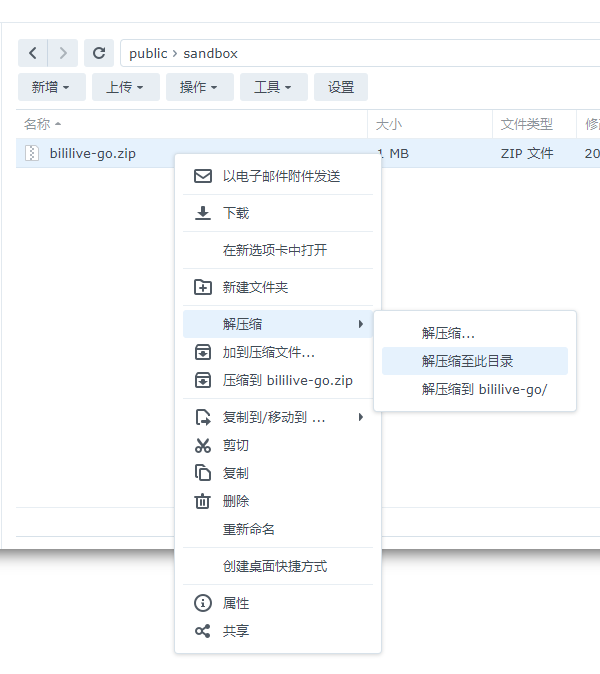 public > sandbox
新增 上传 操作 工具 设置
名称 大小 文件类型
bililive-go.zip 1 MB ZIP 文件 20
以电子邮件附件发送
下载
在新选项卡中打开
新建文件夹
解压缩
解压缩...
加到压缩文件...
解压缩至此目录
压缩到 bililive-go.zip
解压缩到 bililive-go/
复制到/移动到 ...
剪切
复制
删除
重新命名
创建桌面快捷方式
属性
共享